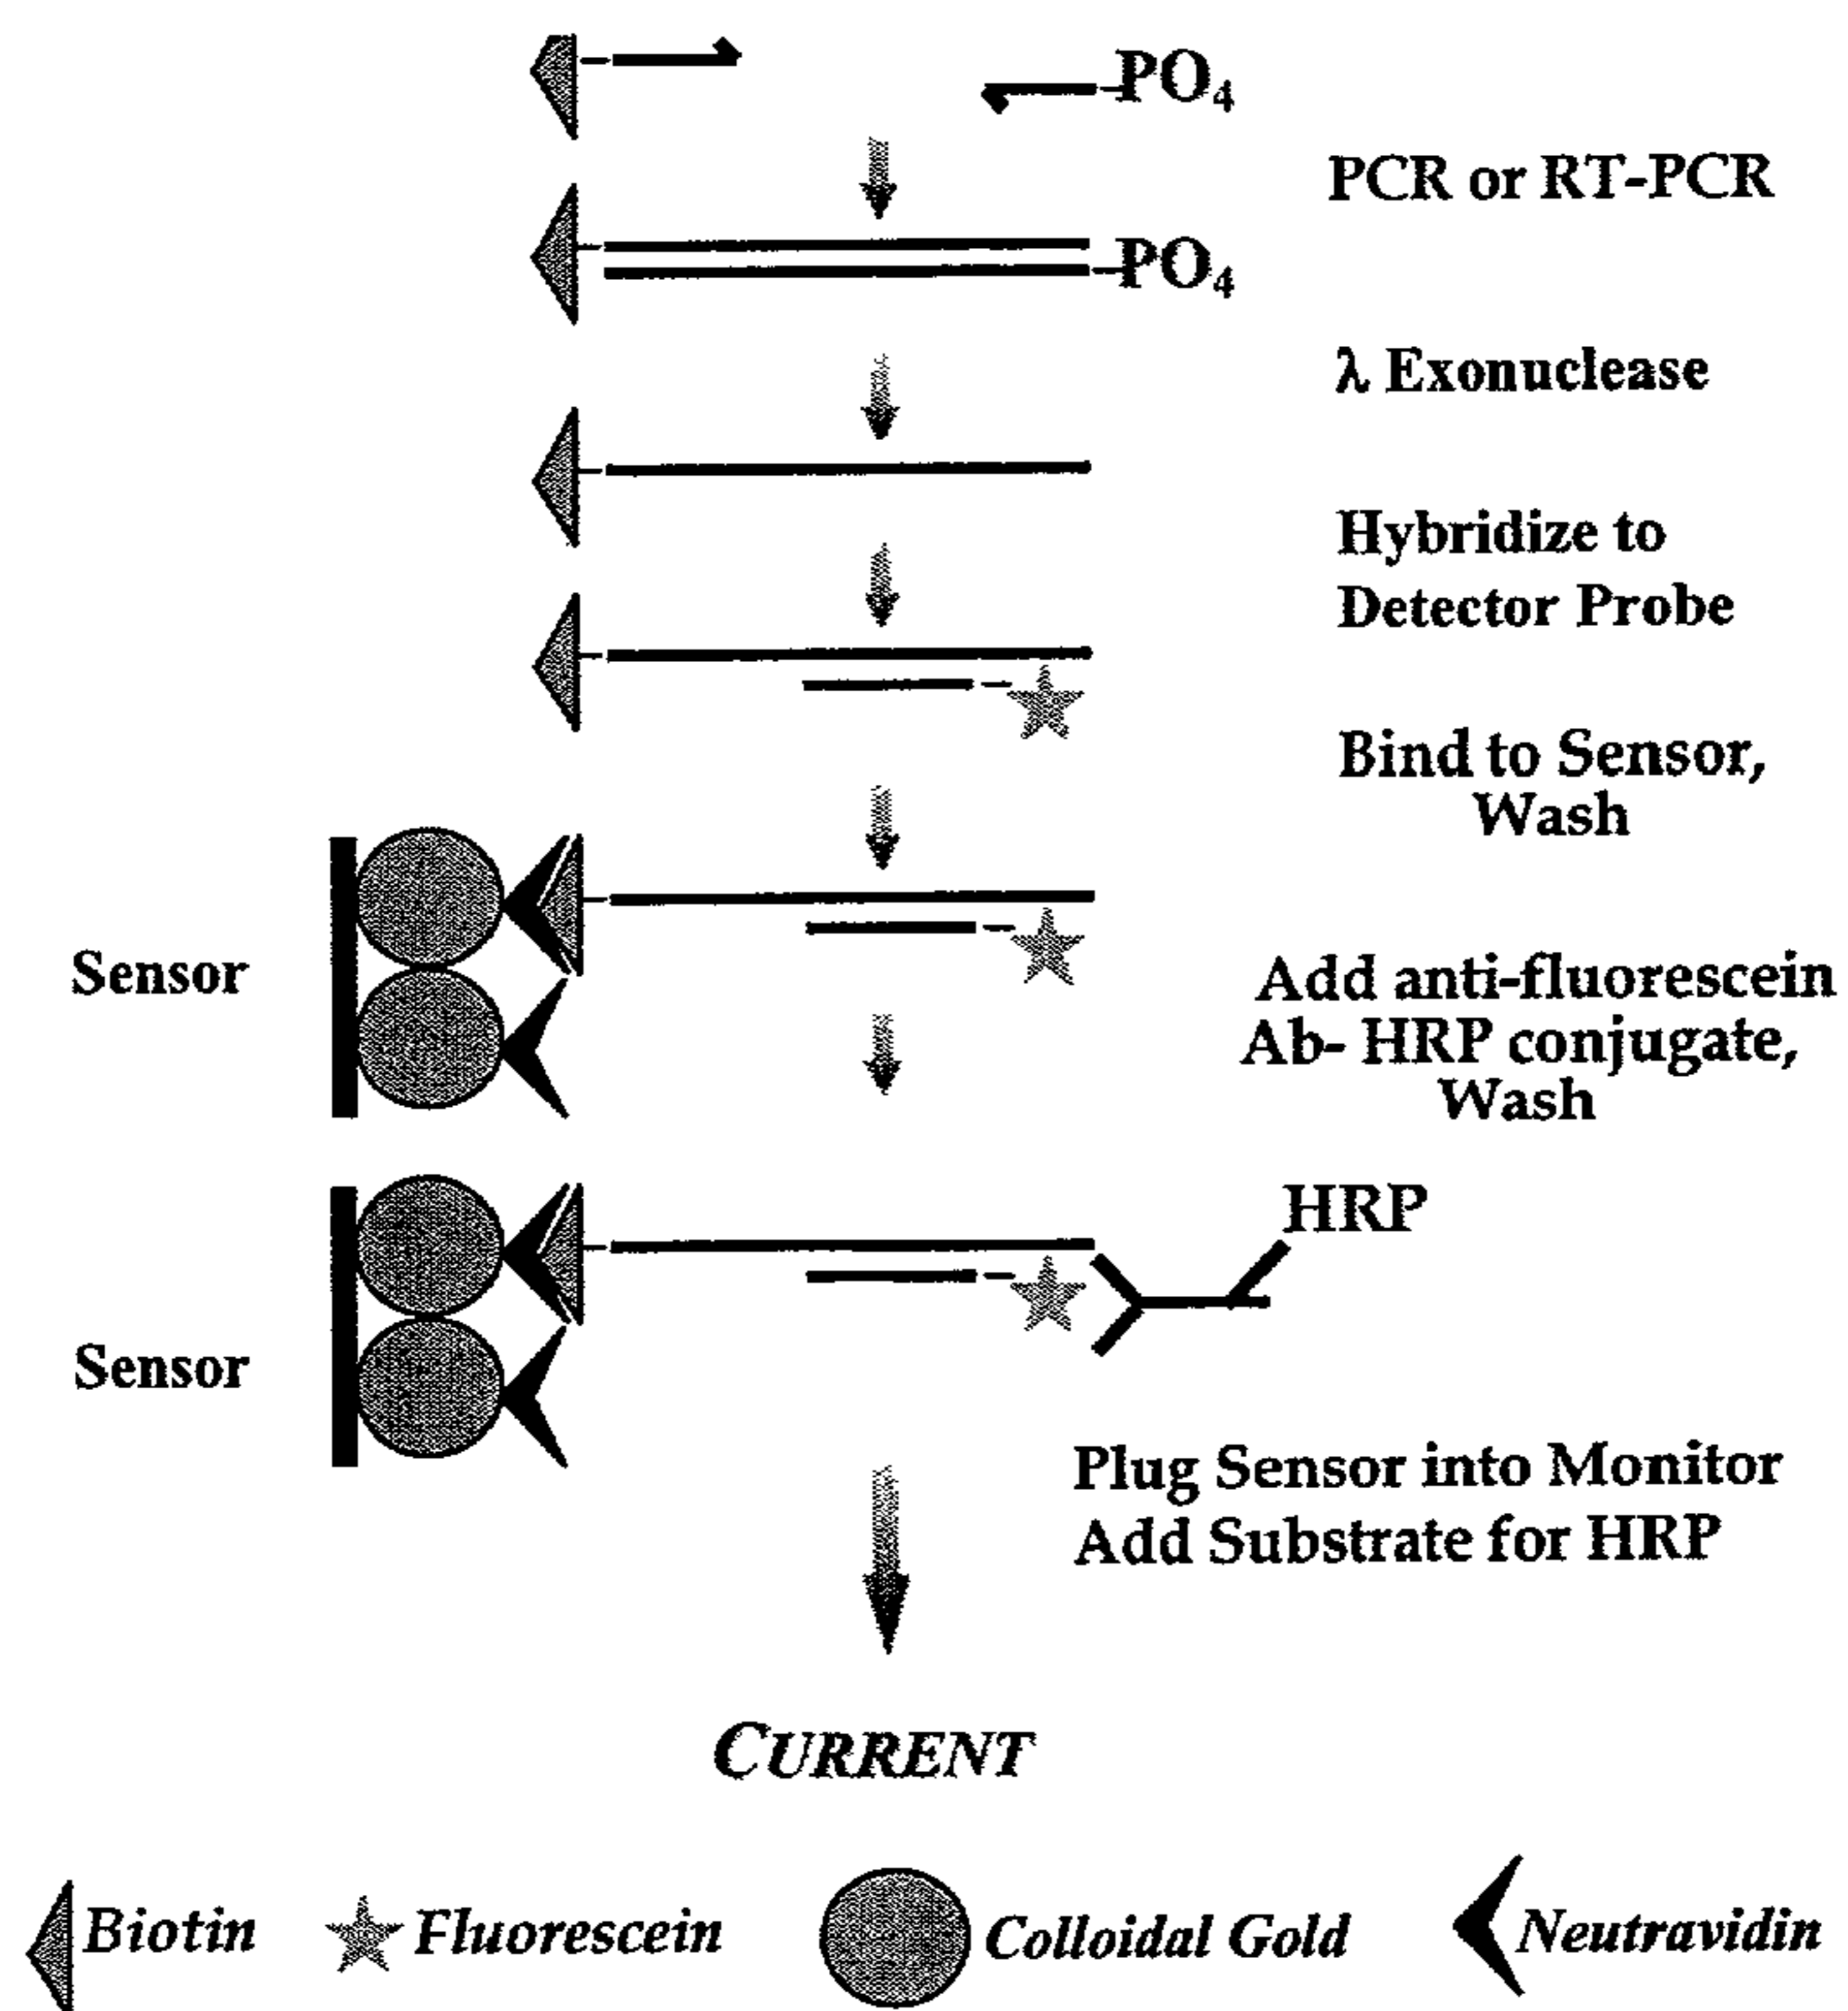 PO4
PCR or RT-PCR
PO4
λ Exonuclease
Hybridize to
Detector Probe
Bind to Sensor,
Wash
Sensor
Add anti-fluorescein
Ab- HRP conjugate,
Wash
HRP
Sensor
Plug Sensor into Monitor
Add Substrate for HRP
CURRENT
Biotin
Fluorescein
Colloidal Gold
Neutravidin